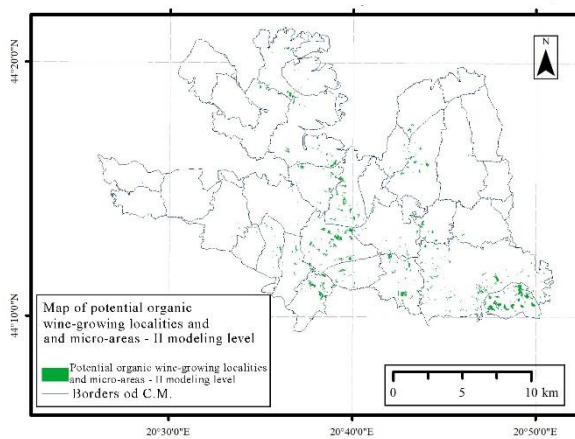 44°20'0"N
N
44°10'0"N
Map of potential organic
wine-growing localities and
and micro-areas - II modeling level
Potential organic wine-growing localities
and micro-areas - II modeling level
Borders od C.M.
0 5 10 km
20°30'0"E 20°40'0"E 20°50'0"E